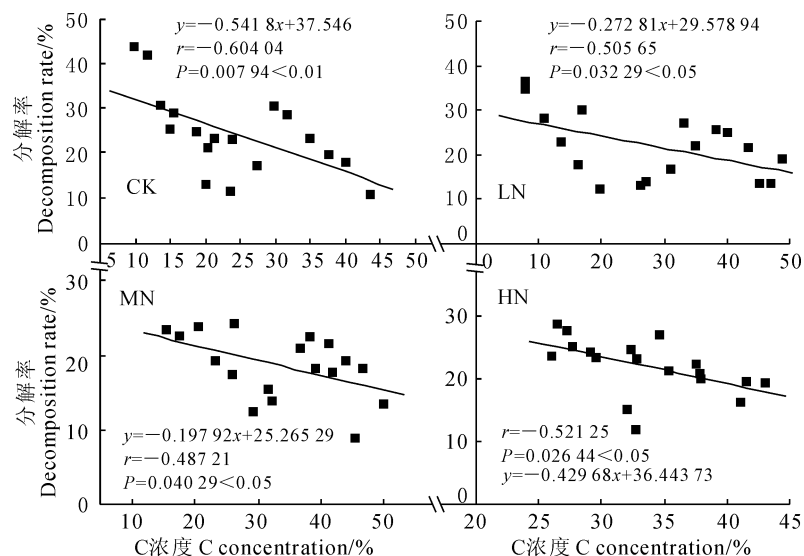 50
40
30
20
10
0
分解率
Decomposition rate/%
y=−0.541 8x+37.546
r=−0.604 04
P=0.007 94<0.01
CK
5 10 15 20 25 30 35 40 45 50
50
40
30
20
10
0
y=−0.272 81x+29.578 94
r=−0.505 65
P=0.032 29<0.05
LN
0 10 20 30 40 50
30
20
10
0
分解率
Decomposition rate/%
MN
y=−0.197 92x+25.265 29
r=−0.487 21
P=0.040 29<0.05
10 20 30 40 50
C浓度 C concentration/%
30
20
10
0
HN
r=−0.521 25
P=0.026 44<0.05
y=−0.429 68x+36.443 73
20 25 30 35 40 45
C浓度 C concentration/%